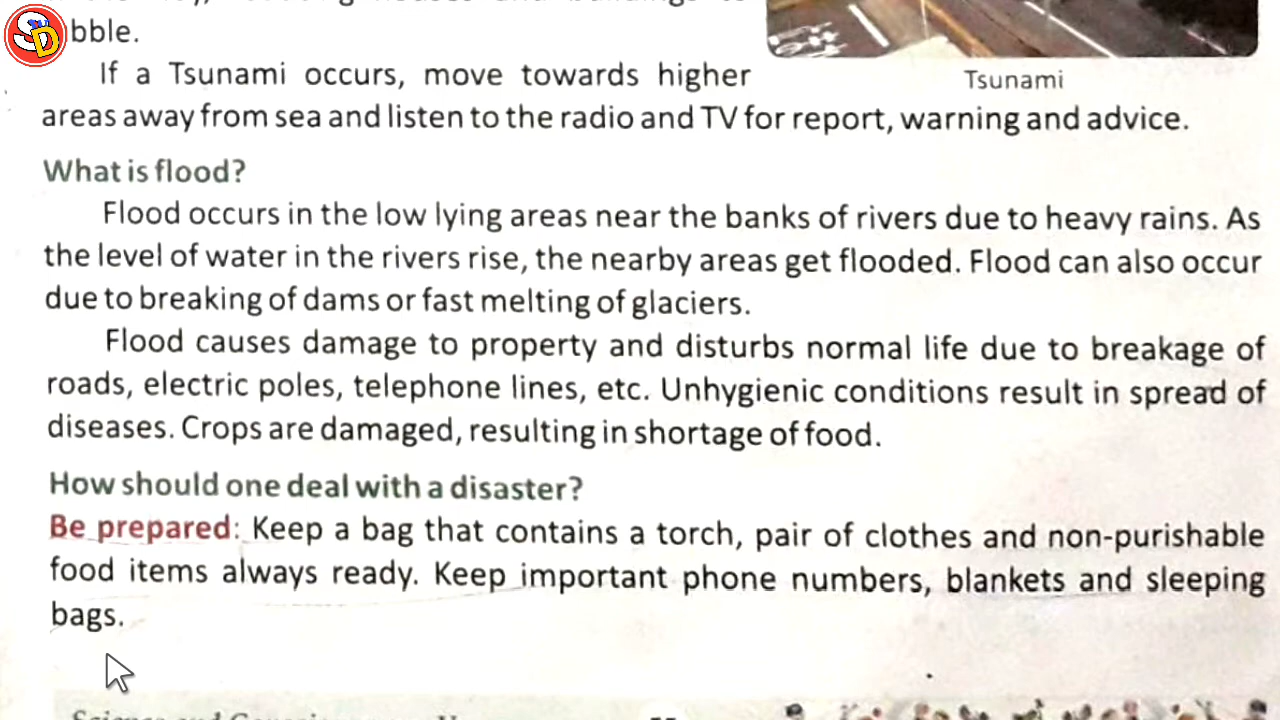 SD
bble.
If a Tsunami occurs, move towards higher
Tsunami
areas away from sea and listen to the radio and TV for report, warning and advice.
What is flood?
Flood occurs in the low lying areas near the banks of rivers due to heavy rains. As
the level of water in the rivers rise, the nearby areas get flooded. Flood can also occur
due to breaking of dams or fast melting of glaciers.
Flood causes damage to property and disturbs normal life due to breakage of
roads, electric poles, telephone lines, etc. Unhygienic conditions result in spread of
diseases. Crops are damaged, resulting in shortage of food.
How should one deal with a disaster?
Be prepared: Keep a bag that contains a torch, pair of clothes and non-purishable
food items always ready. Keep important phone numbers, blankets and sleeping
bags.